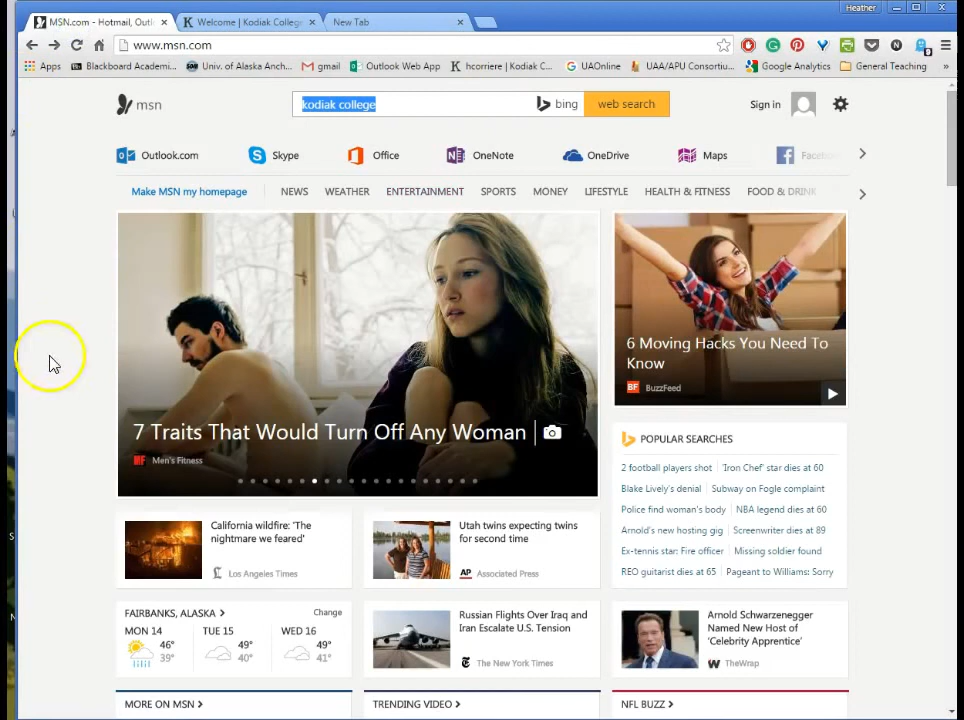 Heather
MSN.com - Hotmail, Outl
Welcome | Kodiak College
New Tab
www.msn.com
Apps
Blackboard Academi...
Univ. of Alaska Anch...
gmail
Outlook Web App
hcorriere | Kodiak C...
UAOnline
UAA/APU Consortiu...
Google Analytics
General Teaching
msn
kodiak college
bing
web search
Sign in
Outlook.com
Skype
Office
OneNote
OneDrive
Maps
Facebo
Make MSN my homepage
NEWS
WEATHER
ENTERTAINMENT
SPORTS
MONEY
LIFESTYLE
HEALTH & FITNESS
FOOD & DRINK
7 Traits That Would Turn Off Any Woman
MF Men's Fitness
6 Moving Hacks You Need To
Know
BF BuzzFeed
POPULAR SEARCHES
2 football players shot
'Iron Chef' star dies at 60
Blake Lively's denial
Subway on Fogle complaint
Police find woman's body
NBA legend dies at 60
Arnold's new hosting gig
Screenwriter dies at 89
Ex-tennis star: Fire officer
Missing soldier found
REO guitarist dies at 65
Pageant to Williams: Sorry
California wildfire: 'The
nightmare we feared'
Los Angeles Times
Utah twins expecting twins
for second time
AP Associated Press
FAIRBANKS, ALASKA
Change
MON 14
46°
39°
TUE 15
49°
40°
WED 16
49°
41°
Russian Flights Over Iraq and
Iran Escalate U.S. Tension
The New York Times
Arnold Schwarzenegger
Named New Host of
'Celebrity Apprentice'
TheWrap
MORE ON MSN
TRENDING VIDEO
NFL BUZZ